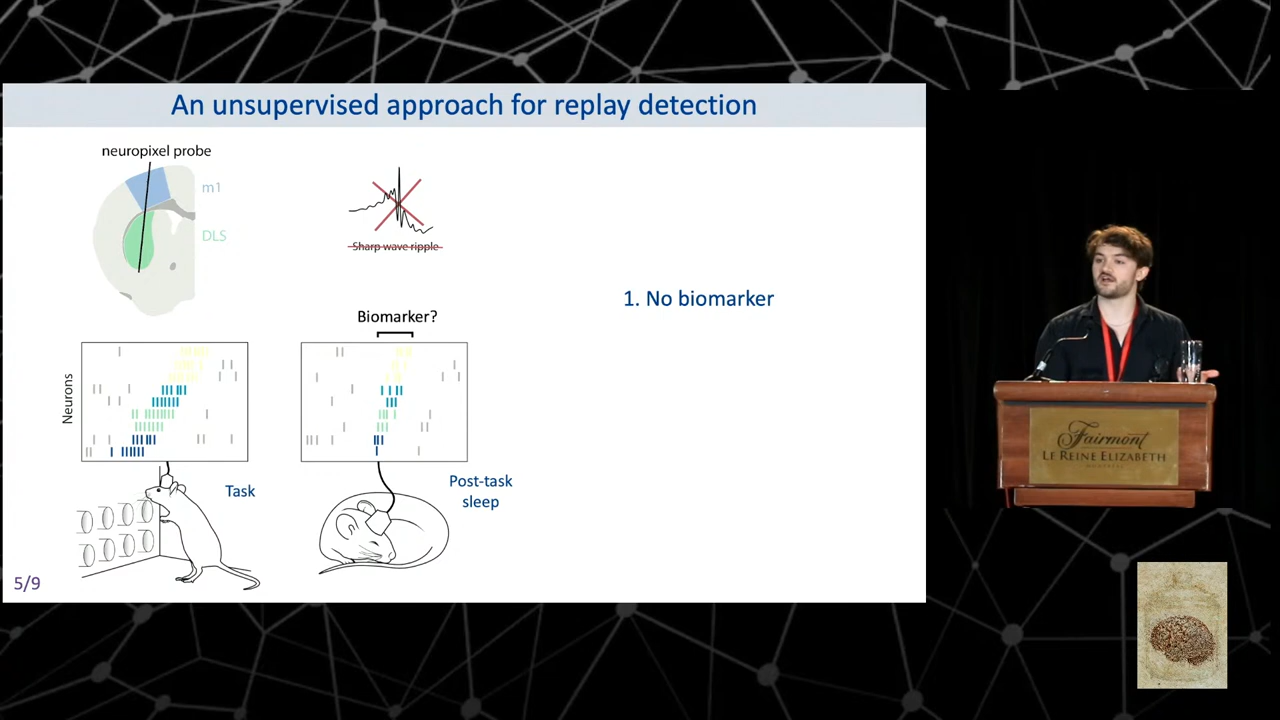 An unsupervised approach for replay detection
neuropixel probe
m1
DLS
Sharp wave ripple
1. No biomarker
Biomarker?
Neurons
Task
Post-task
sleep
5/9
Fairmont
LE REINE ELIZABETH
MONTREAL